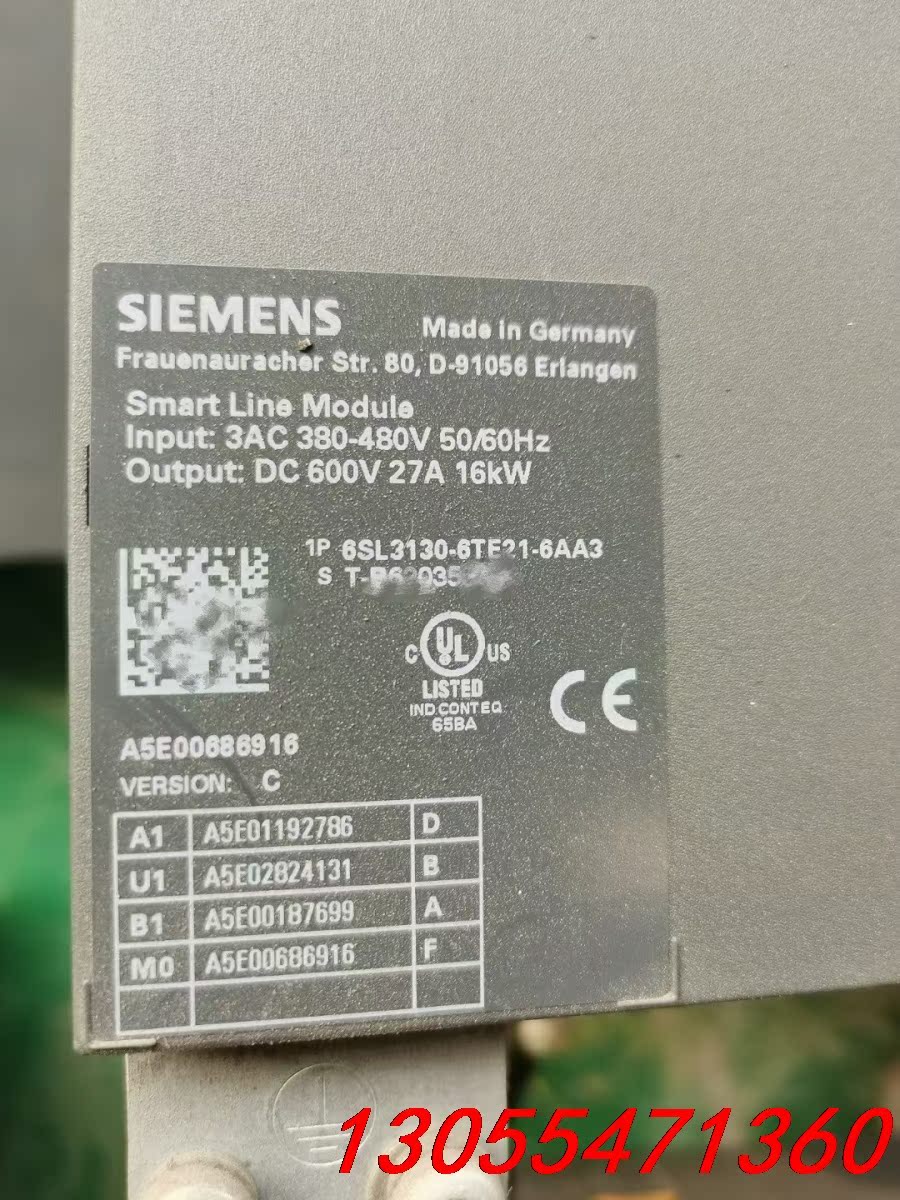 SIEMENS
Made in Germany
Frauenauracher Str. 80, D-91056 Erlangen
Smart Line Module
Input: 3AC 380-480V 50/60Hz
Output: DC 600V 27A 16kW
1P 6SL3130-6TE21-6AA3
S
C UL US
LISTED
IND.CONT.EQ
65BA
CE
A5E00686916
VERSION: C
A1 A5E01192786 D
U1 A5E02824131 B
B1 A5E00187699 A
M0 A5E00686916 F
13055471360